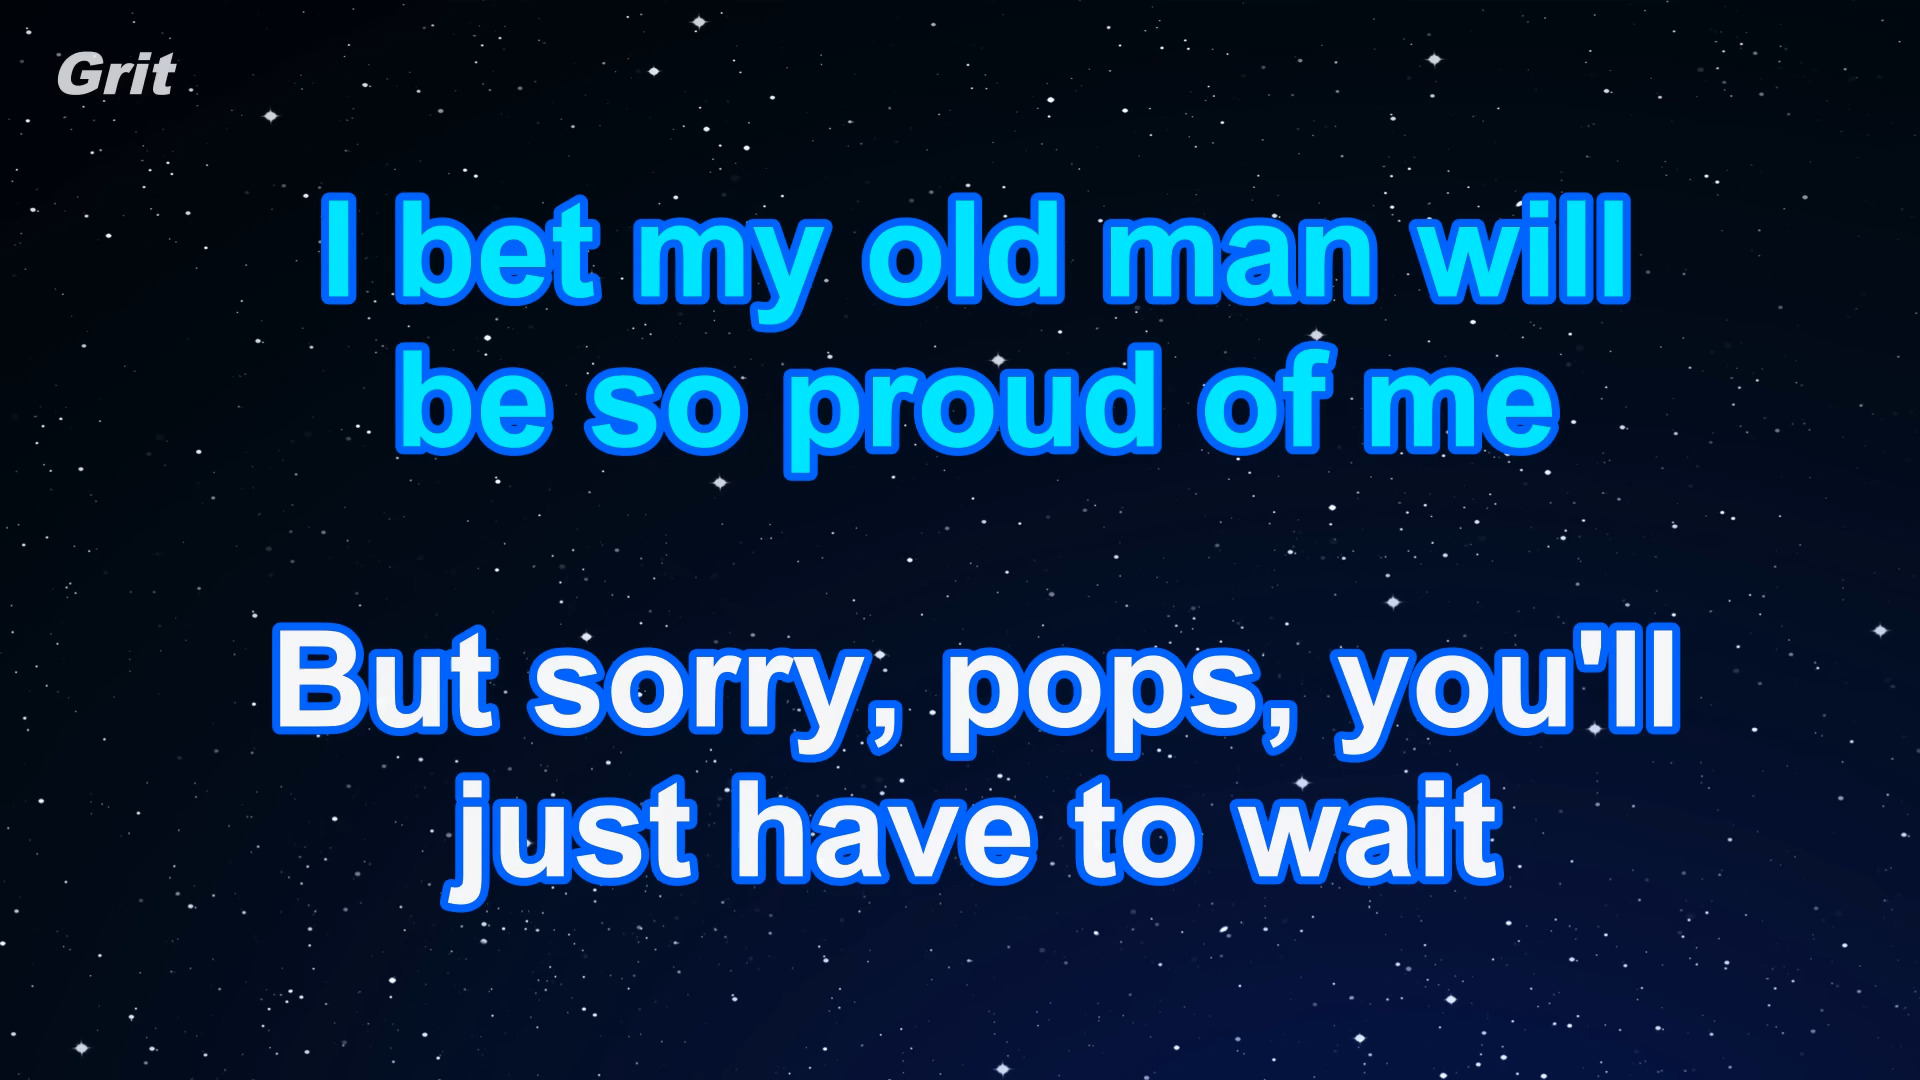 Grit
I bet my old man will
be so proud of me
But sorry, pops, you'll
just have to wait